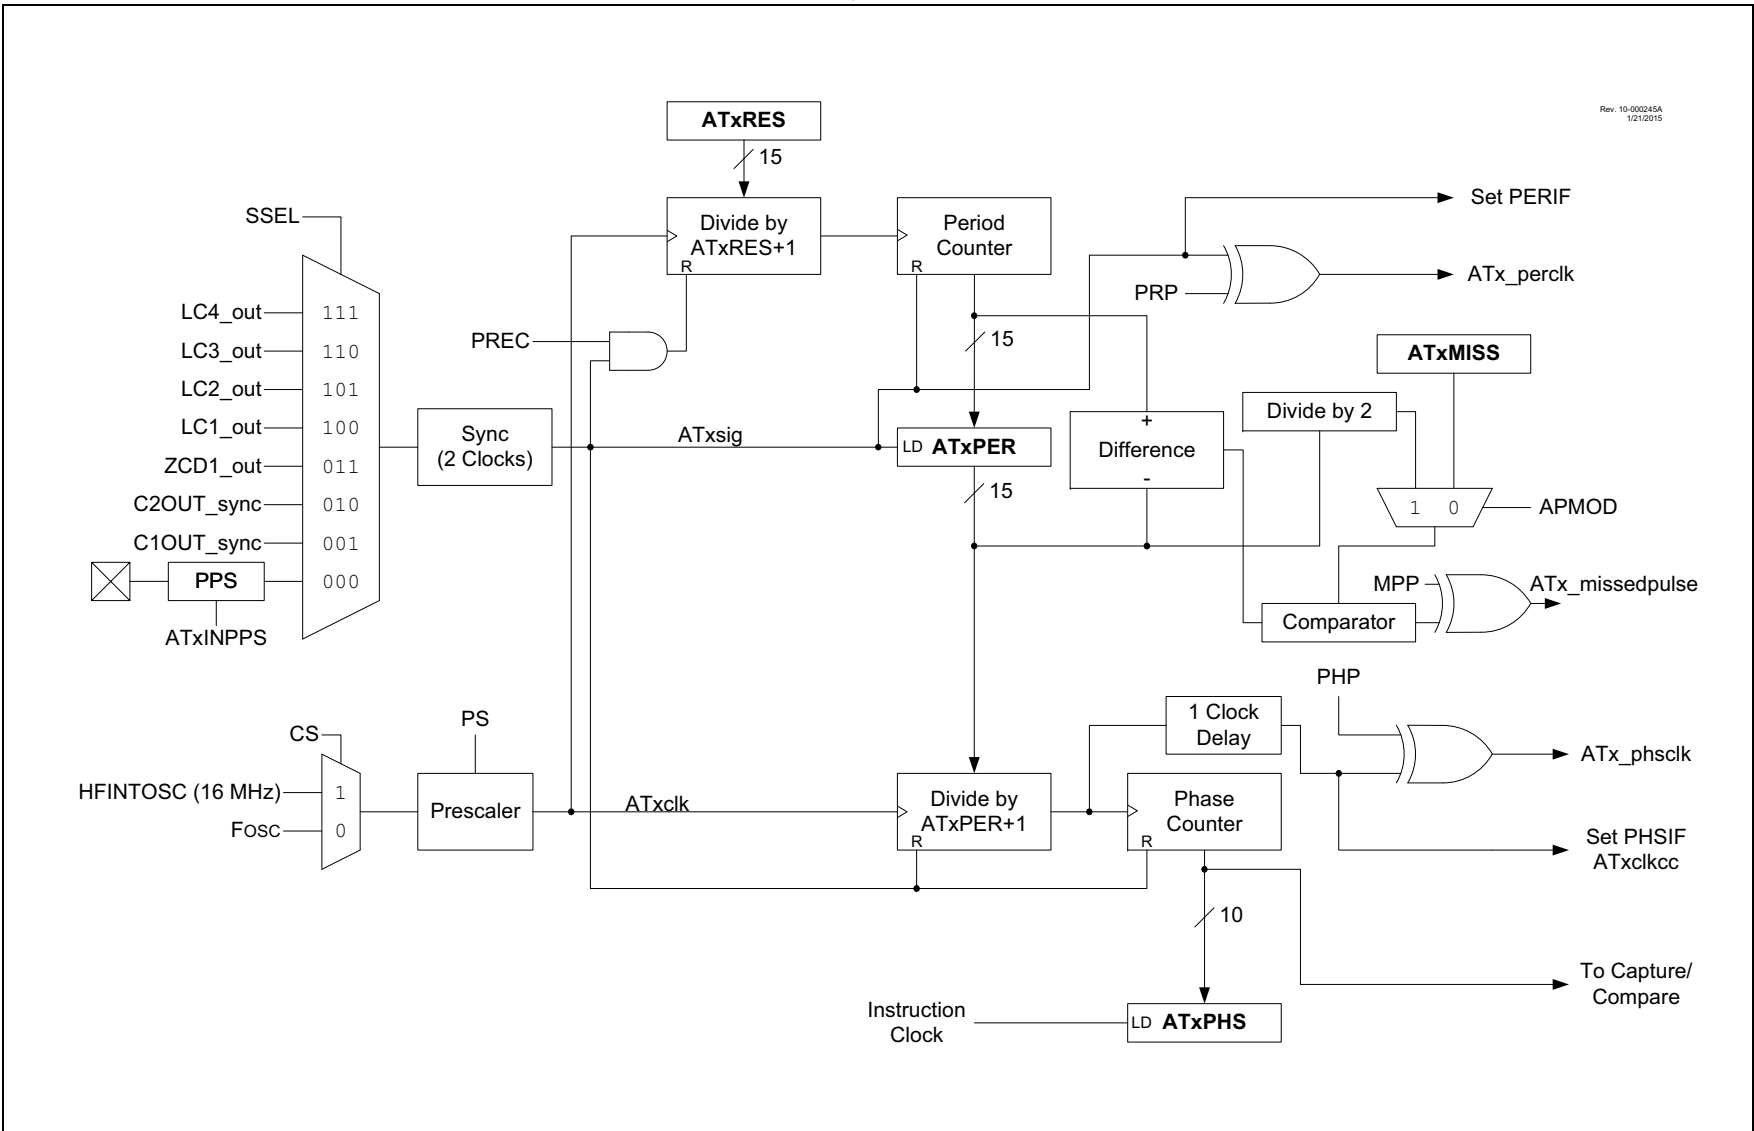 Rev. 10-000245A
1/21/2015
ATxRES
15
SSEL
Divide by
ATxRES+1
R
Period
Counter
R
Set PERIF
PRP
ATx_perclk
LC4_out
111
LC3_out
110
LC2_out
101
LC1_out
100
ZCD1_out
011
C2OUT_sync
010
C1OUT_sync
001
PPS
000
ATxINPPS
PREC
15
ATxMISS
Sync
(2 Clocks)
ATxsig
LD ATxPER
15
+
Difference
-
Divide by 2
1 0
APMOD
MPP
ATx_missedpulse
Comparator
PHP
CS
PS
1 Clock
Delay
ATx_phsclk
HFINTOSC (16 MHz)
1
FOSC
0
Prescaler
ATxclk
Divide by
ATxPER+1
R
Phase
Counter
R
Set PHSIF
ATxclkcc
10
To Capture/
Compare
Instruction
Clock
LD ATxPHS